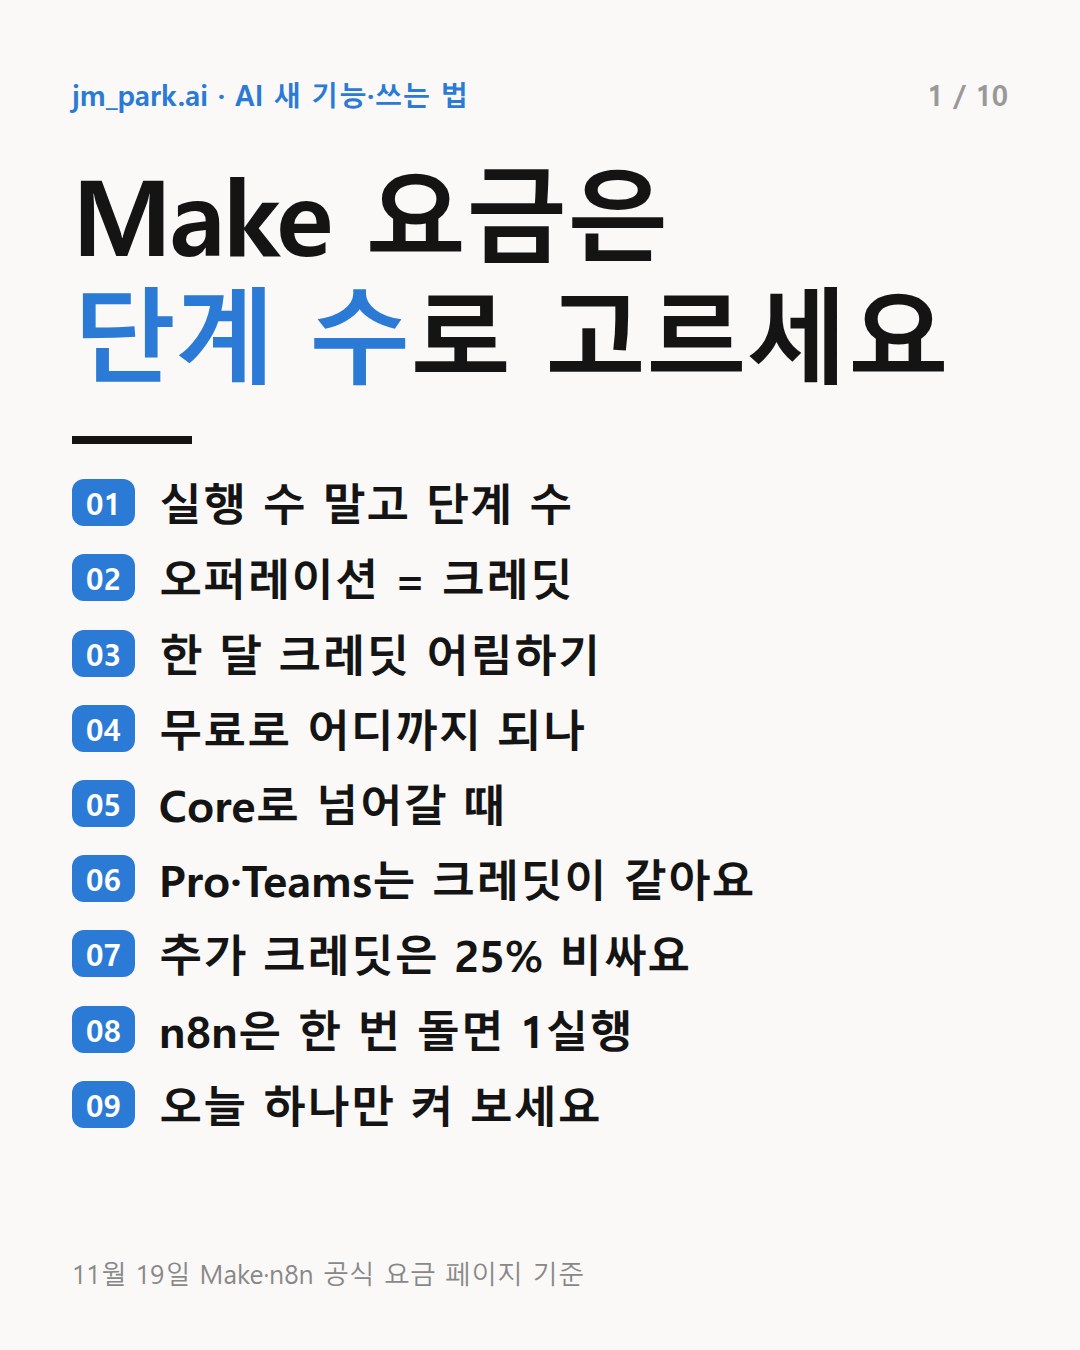 jm_park.ai · AI 새 기능·쓰는 법
1 / 10
Make 요금은
단계 수로 고르세요
01 실행 수 말고 단계 수
02 오퍼레이션 = 크레딧
03 한 달 크레딧 어림하기
04 무료로 어디까지 되나
05 Core로 넘어갈 때
06 Pro·Teams는 크레딧이 같아요
07 추가 크레딧은 25% 비싸요
08 n8n은 한 번 돌면 1실행
09 오늘 하나만 켜 보세요
11월 19일 Make·n8n 공식 요금 페이지 기준